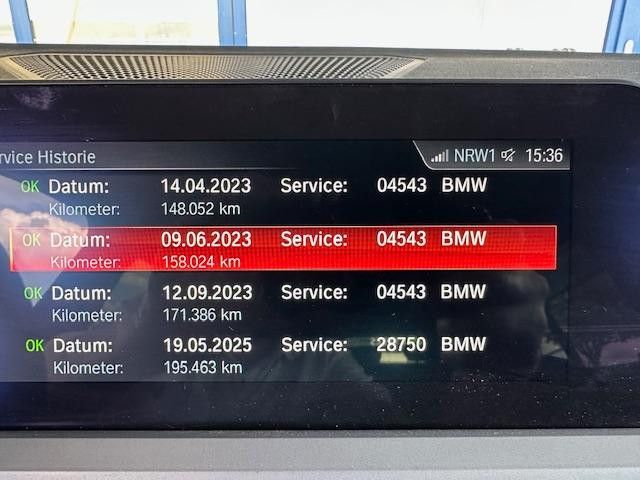 rvice Historie NRW1 15:36
OK Datum: 14.04.2023 Service: 04543 BMW
Kilometer: 148.052 km
OK Datum: 09.06.2023 Service: 04543 BMW
Kilometer: 158.024 km
OK Datum: 12.09.2023 Service: 04543 BMW
Kilometer: 171.386 km
OK Datum: 19.05.2025 Service: 28750 BMW
Kilometer: 195.463 km